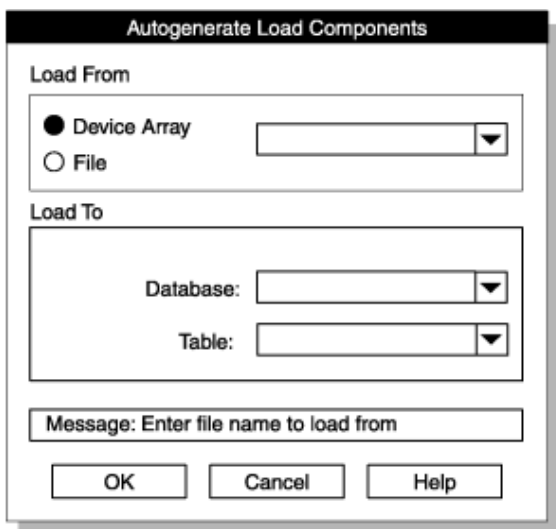 Autogenerate Load Components
Load From
Device Array
File
Load To
Database:
Table:
Message: Enter file name to load from
OK Cancel Help